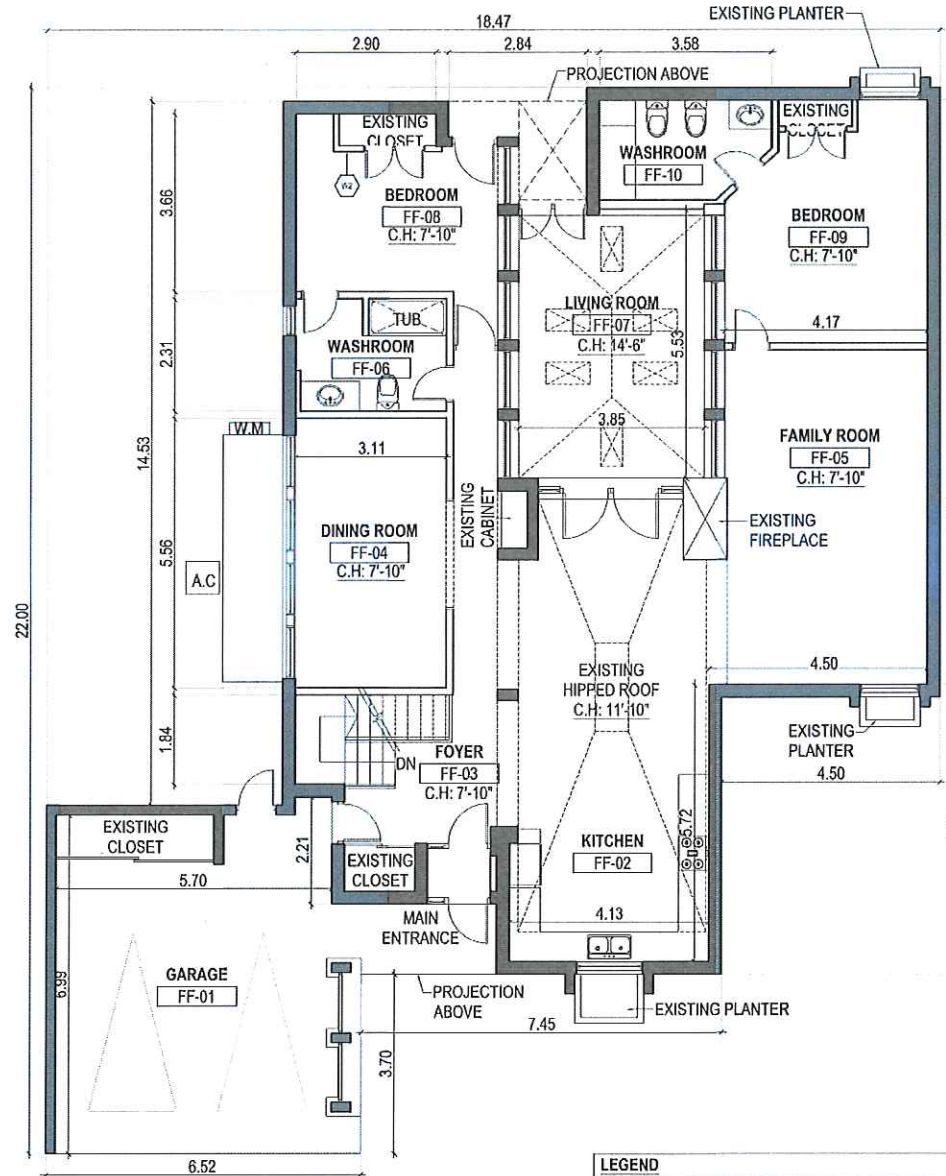 18.47
EXISTING PLANTER
2.90
2.84
3.58
PROJECTION ABOVE
EXISTING
CLOSET
EXISTING
CLOSET
WASHROOM
FF-10
W2
BEDROOM
FF-08
C.H: 7'-10"
3.66
BEDROOM
FF-09
C.H: 7'-10"
LIVING ROOM
FF-07
C.H: 14'-6"
5.53
4.17
TUB
WASHROOM
FF-06
2.31
3.85
14.53
W.M
3.11
FAMILY ROOM
FF-05
C.H: 7'-10"
EXISTING
CABINET
DINING ROOM
FF-04
C.H: 7'-10"
5.56
EXISTING
FIREPLACE
A.C
22.00
EXISTING
HIPPED ROOF
C.H: 11'-10"
4.50
1.84
DN
FOYER
FF-03
C.H: 7'-10"
EXISTING
PLANTER
4.50
EXISTING
CLOSET
2.21
5.72
KITCHEN
FF-02
EXISTING
CLOSET
5.70
MAIN
ENTRANCE
4.13
6.99
GARAGE
FF-01
PROJECTION
ABOVE
EXISTING PLANTER
7.45
3.70
6.52
LEGEND